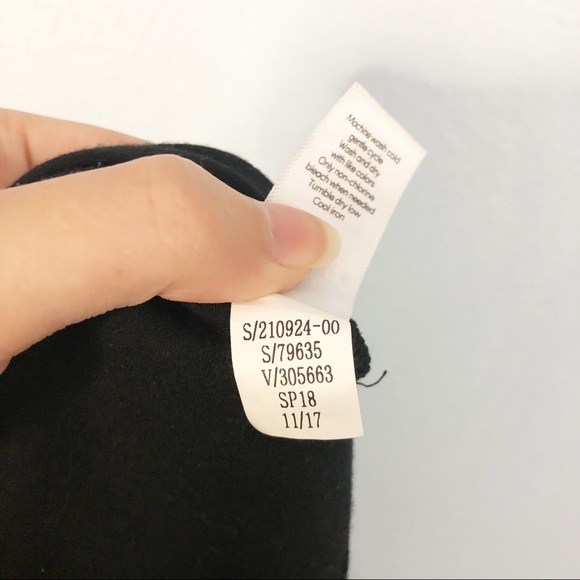 Machine wash cold
gentle cycle
Wash and dry
with like colors
Only non-chlorine
bleach when needed
Tumble dry low
Cool iron
S/210924-00
S/79635
V/305663
SP18
11/17